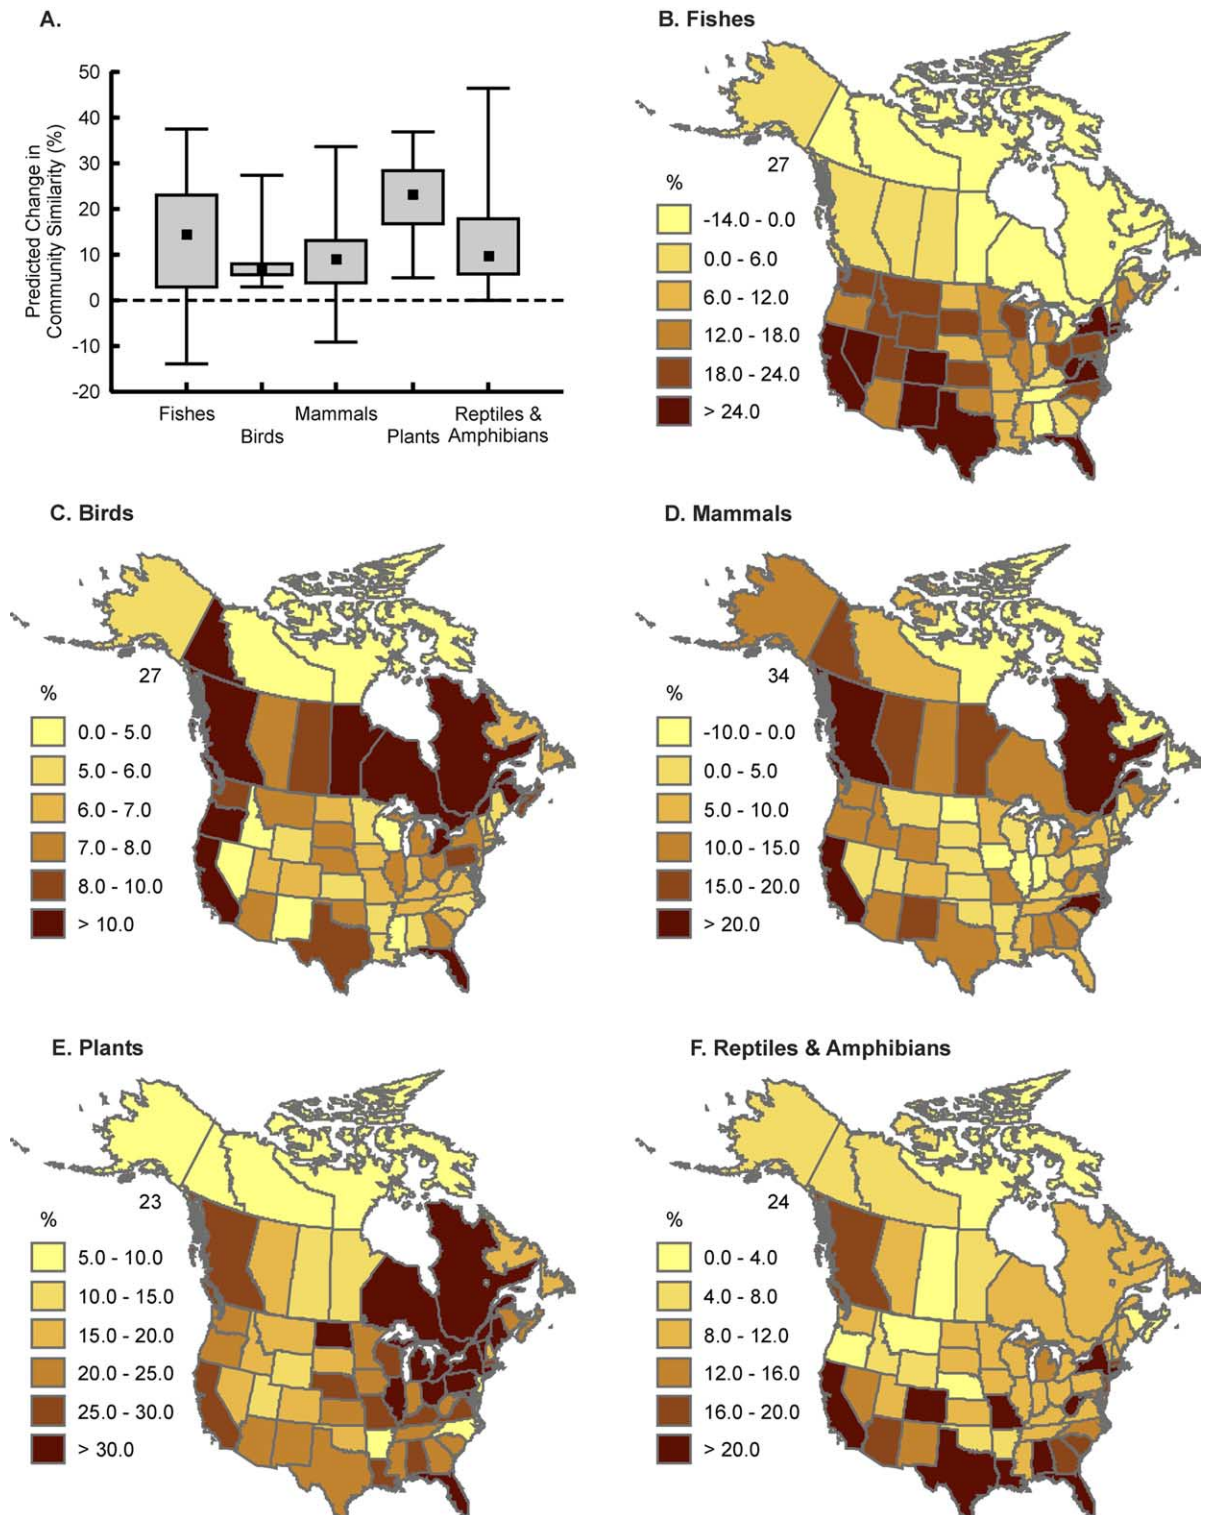 A.
50
40
30
20
10
0
-10
-20
Predicted Change in
Community Similarity (%)
Fishes
Birds
Mammals
Plants
Reptiles &
Amphibians
B. Fishes
27
%
-14.0 - 0.0
0.0 - 6.0
6.0 - 12.0
12.0 - 18.0
18.0 - 24.0
> 24.0
C. Birds
27
%
0.0 - 5.0
5.0 - 6.0
6.0 - 7.0
7.0 - 8.0
8.0 - 10.0
> 10.0
D. Mammals
34
%
-10.0 - 0.0
0.0 - 5.0
5.0 - 10.0
10.0 - 15.0
15.0 - 20.0
> 20.0
E. Plants
23
%
5.0 - 10.0
10.0 - 15.0
15.0 - 20.0
20.0 - 25.0
25.0 - 30.0
> 30.0
F. Reptiles & Amphibians
24
%
0.0 - 4.0
4.0 - 8.0
8.0 - 12.0
12.0 - 16.0
16.0 - 20.0
> 20.0